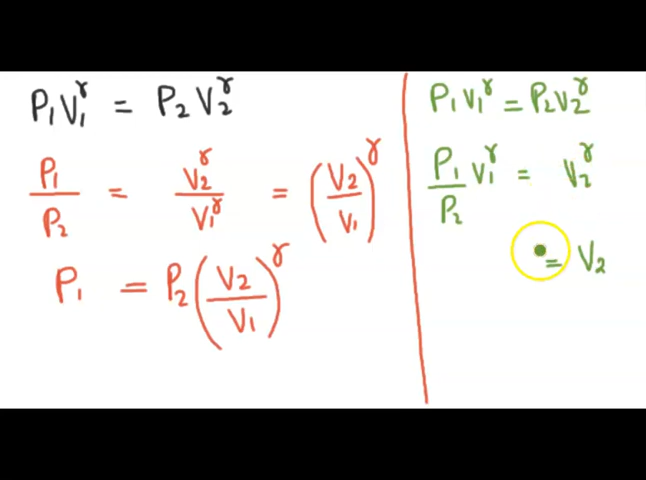 P₁V₁^γ = P₂V₂^γ
P₁/P₂ = V₂^γ/V₁^γ = (V₂/V₁)^γ
P₁ = P₂(V₂/V₁)^γ
P₁V₁^γ = P₂V₂^γ
P₁/P₂ V₁^γ = V₂^γ
= V₂